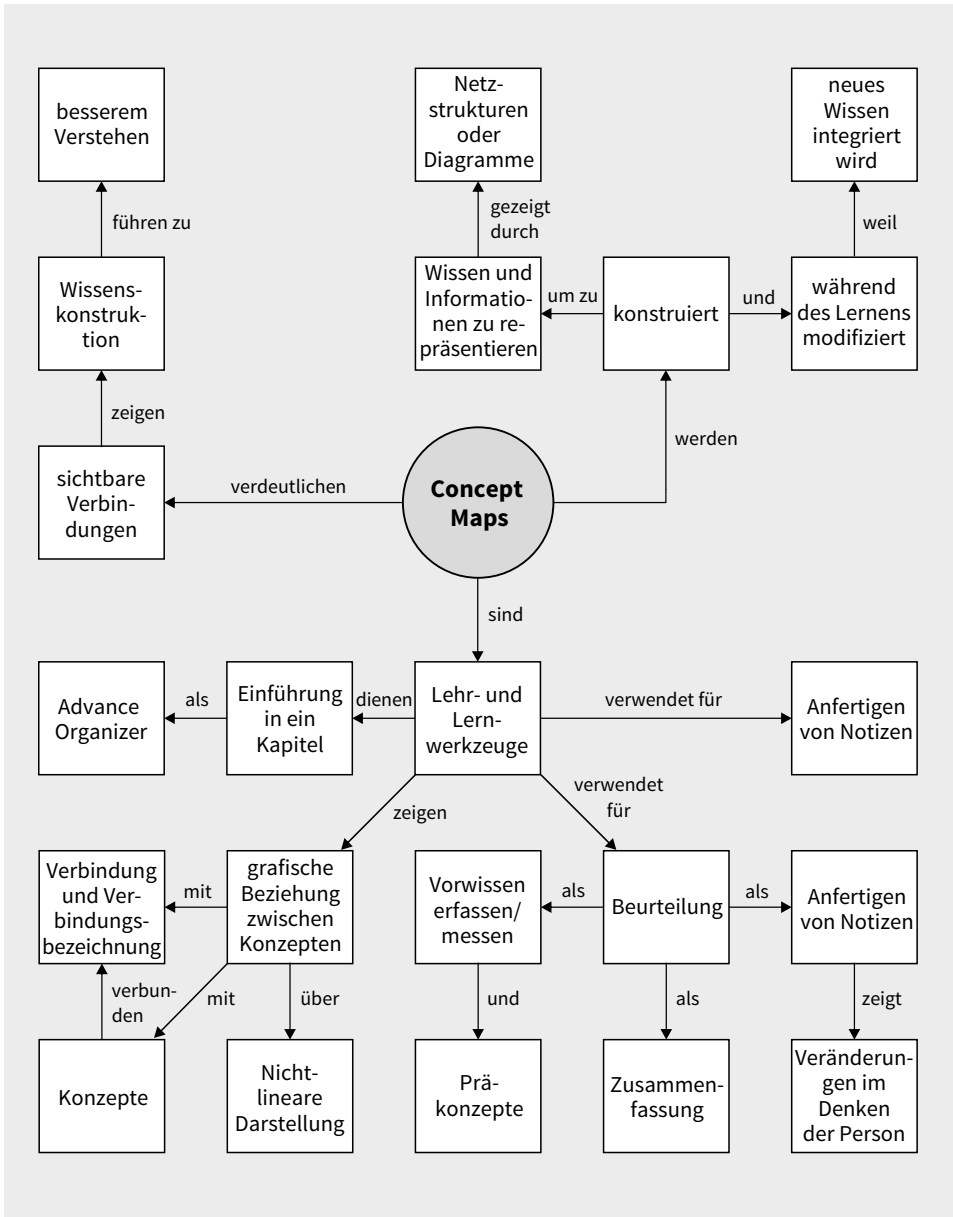 besserem
Verstehen
Netz-
strukturen
oder
Diagramme
neues
Wissen
integriert
wird
führen zu
gezeigt
durch
weil
Wissens-
konstruk-
tion
Wissen und
Informatio-
nen zu re-
präsentieren
um zu
konstruiert
und
während
des Lernens
modifiziert
zeigen
werden
sichtbare
Verbin-
dungen
verdeutlichen
Concept
Maps
sind
Advance
Organizer
als
Einführung
in ein
Kapitel
dienen
Lehr- und
Lern-
werkzeuge
verwendet für
Anfertigen
von Notizen
zeigen
verwendet
für
Verbindung
und Ver-
bindungs-
bezeichnung
mit
grafische
Beziehung
zwischen
Konzepten
Vorwissen
erfassen/
messen
als
Beurteilung
als
Anfertigen
von Notizen
verbun-
den
mit
über
und
als
zeigt
Konzepte
Nicht-
lineare
Darstellung
Prä-
konzepte
Zusammen-
fassung
Veränderun-
gen im
Denken
der Person